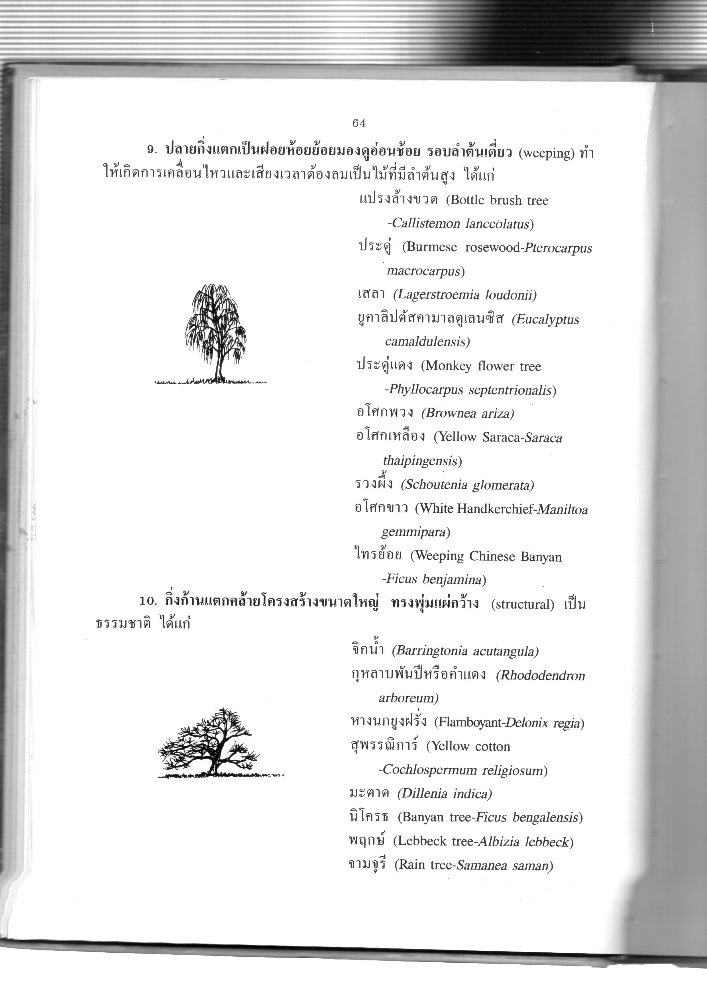 64
9. ปลายกิ่งแตกเป็นฝอยห้อยย้อยมองดูอ่อนช้อย รอบลำต้นเดี่ยว (weeping) ทำ
ให้เกิดการเคลื่อนไหวและเสียงเวลาต้องลมเป็นไม้ที่มีลำต้นสูง ได้แก่
แปรงล้างขวด (Bottle brush tree
-Callistemon lanceolatus)
ประดู่ (Burmese rosewood-Pterocarpus
macrocarpus)
เสลา (Lagerstroemia loudonii)
ยูคาลิปตัสคามาลดูเลนซิส (Eucalyptus
camaldulensis)
ประดู่แดง (Monkey flower tree
-Phyllocarpus septentrionalis)
อโศกพวง (Brownea ariza)
อโศกเหลือง (Yellow Saraca-Saraca
thaipingensis)
รวงผึ้ง (Schoutenia glomerata)
อโศกขาว (White Handkerchief-Maniltoa
gemmipara)
ไทรย้อย (Weeping Chinese Banyan
-Ficus benjamina)
10. กิ่งก้านแตกคล้ายโครงสร้างขนาดใหญ่ ทรงพุ่มแผ่กว้าง (structural) เป็น
ธรรมชาติ ได้แก่
จิกน้ำ (Barringtonia acutangula)
กุหลาบพันปีหรือคำแดง (Rhododendron
arboreum)
หางนกยูงฝรั่ง (Flamboyant-Delonix regia)
สุพรรณิการ์ (Yellow cotton
-Cochlospermum religiosum)
มะตาด (Dillenia indica)
นิโครธ (Banyan tree-Ficus bengalensis)
พฤกษ์ (Lebbeck tree-Albizia lebbeck)
จามจุรี (Rain tree-Samanea saman)